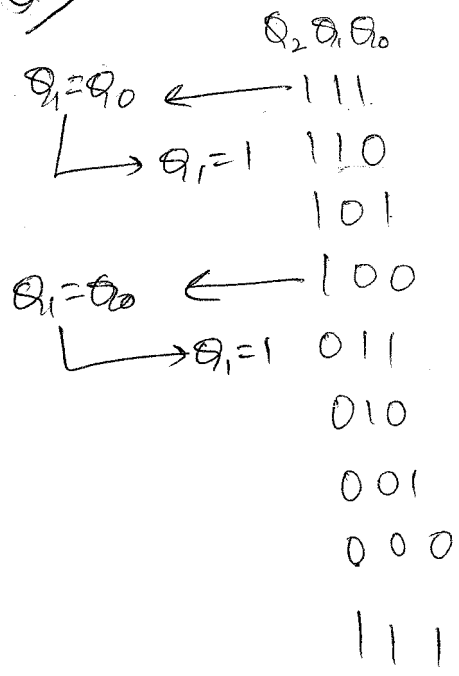 Q₂ Q₁ Q₀
Q₁=Q₀ ← 111
↳ Q₁=1 110
101
Q₁=Q₀ ← 100
↳ Q₁=1 011
010
001
000
111